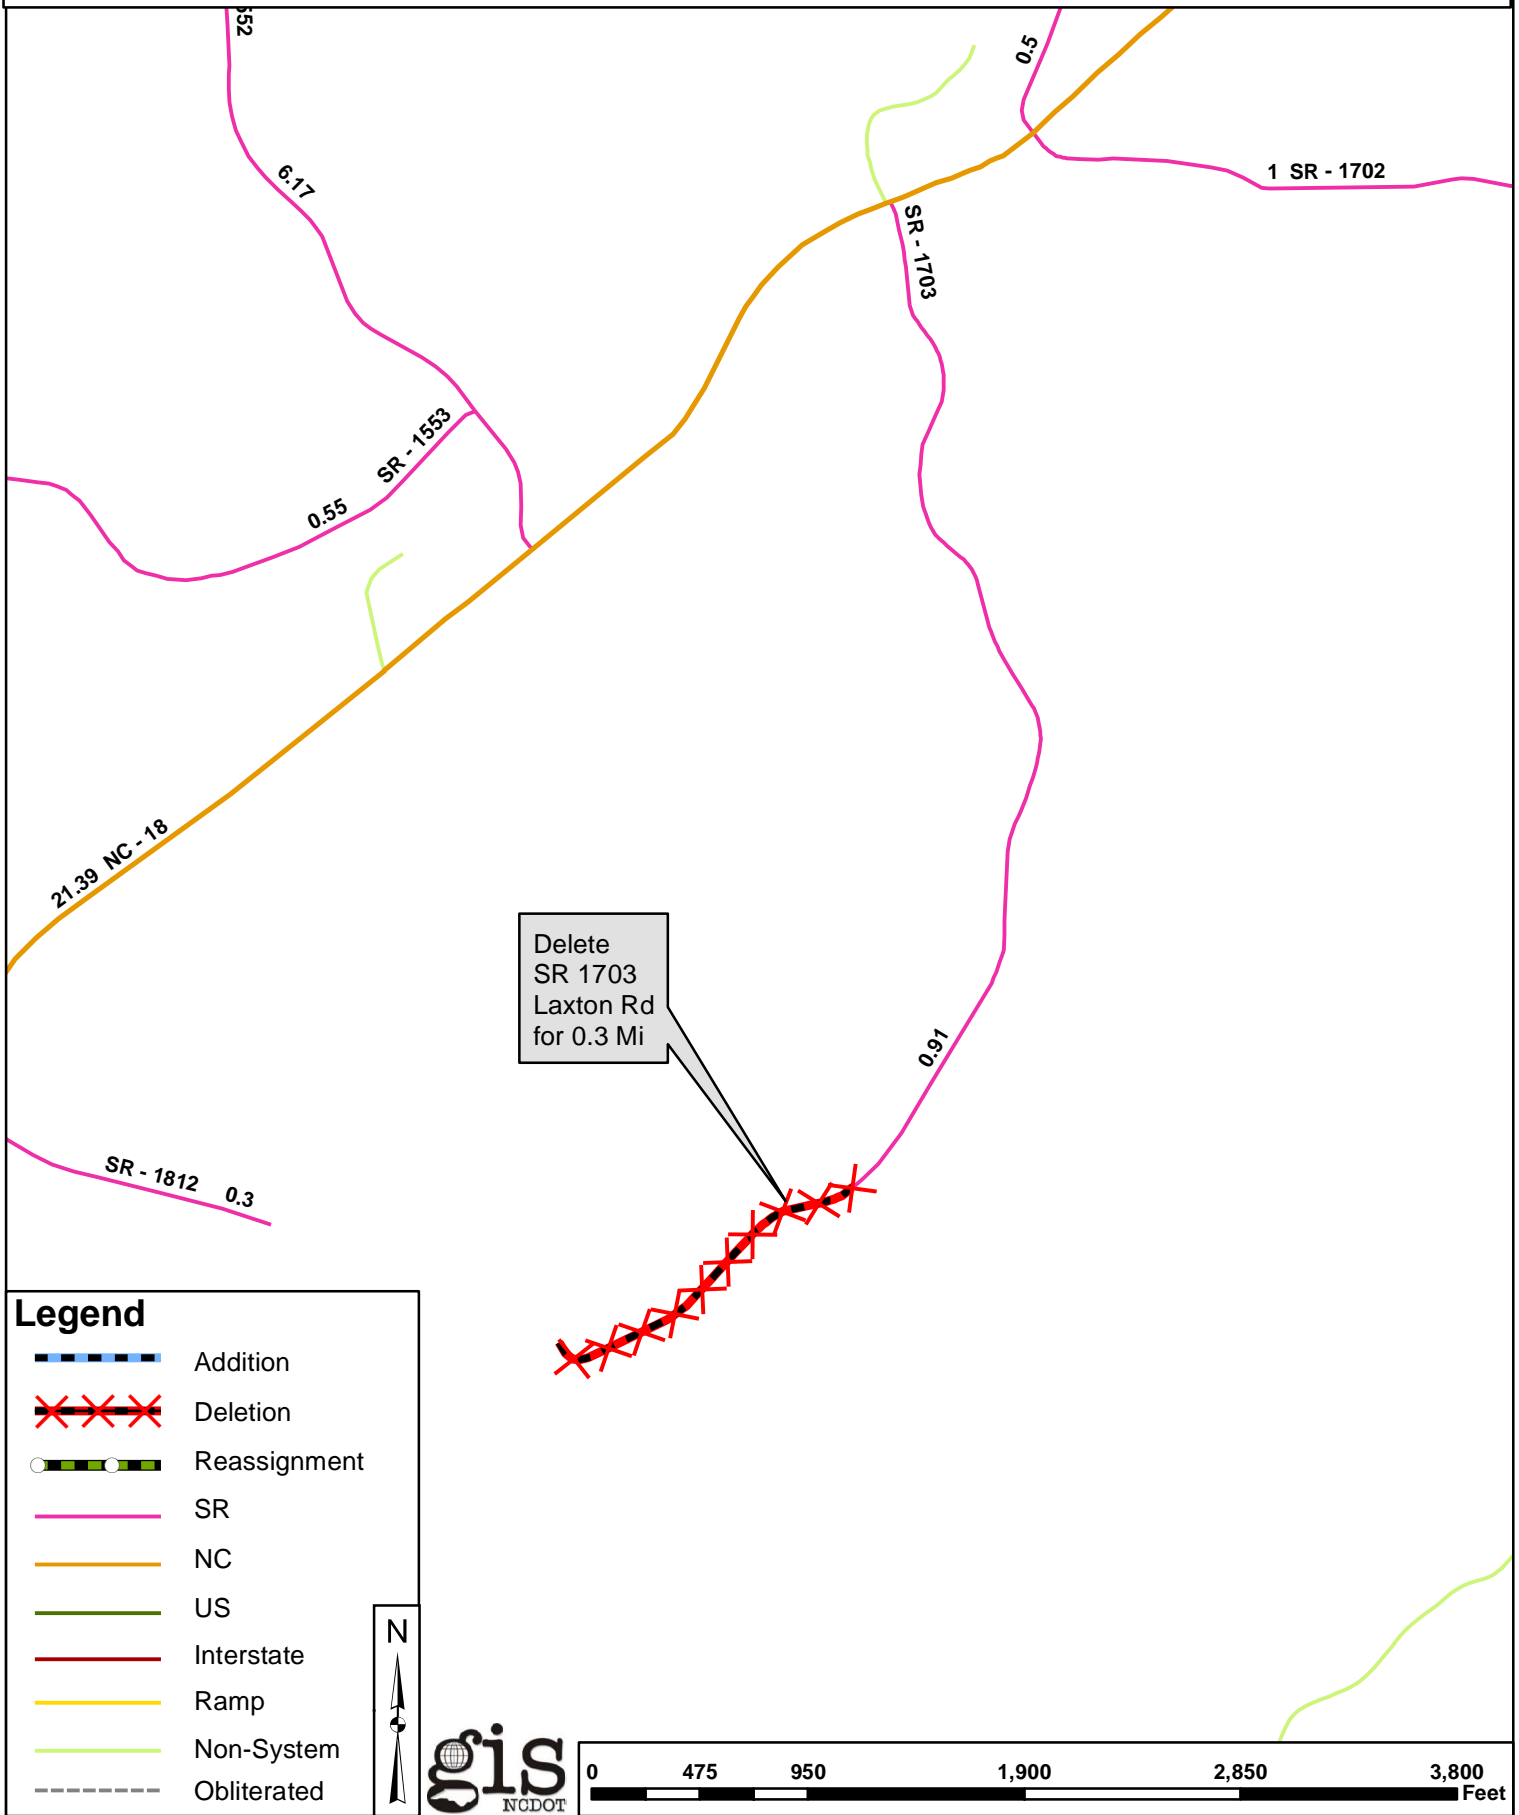 0.5
6.17
1 SR - 1702
SR - 1703
SR - 1553
0.55
21.39 NC - 18
Delete
SR 1703
Laxton Rd
for 0.3 Mi
0.91
SR - 1812 0.3
Legend
Addition
Deletion
Reassignment
SR
NC
US
Interstate
Ramp
Non-System
Obliterated
N
gis
NCDOT
0 475 950 1,900 2,850 3,800
Feet